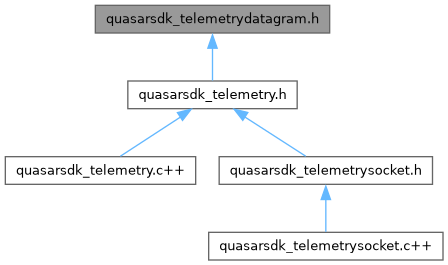 quasarsdk_telemetrydatagram.h
quasarsdk_telemetry.h
quasarsdk_telemetry.c++
quasarsdk_telemetrysocket.h
quasarsdk_telemetrysocket.c++